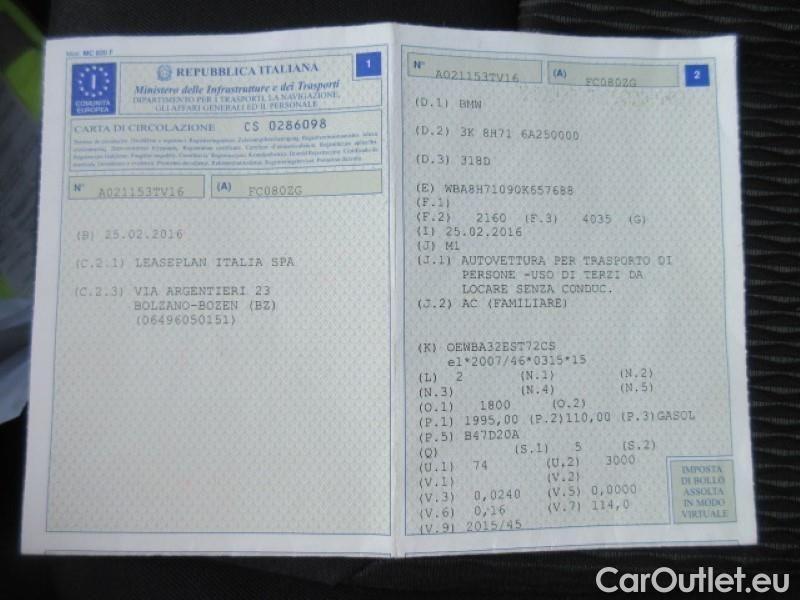 Mod. MC 820 F
REPUBBLICA ITALIANA
1
i
COMUNITÀ
EUROPEA
Ministero delle Infrastrutture e dei Trasporti
DIPARTIMENTO PER I TRASPORTI, LA NAVIGAZIONE,
GLI AFFARI GENERALI ED IL PERSONALE
CARTA DI CIRCOLAZIONE CS 0286098
N° A021153TV16 (A) FC080ZG
(B) 25.02.2016
(C.2.1) LEASEPLAN ITALIA SPA
(C.2.3) VIA ARGENTIERI 23
BOLZANO-BOZEN (BZ)
(06496050151)
N° A021153TV16 (A) FC080ZG 2
(D.1) BMW
(D.2) 3K 8H71 6A250000
(D.3) 318D
(E) WBA8H71090K657688
(F.1)
(F.2) 2160 (F.3) 4035 (G)
(I) 25.02.2016
(J) M1
(J.1) AUTOVETTURA PER TRASPORTO DI
PERSONE -USO DI TERZI DA
LOCARE SENZA CONDUC.
(J.2) AC (FAMILIARE)
(K) OEWBA32EST72CS
e1*2007/46*0315*15
(L) 2 (N.1) (N.2)
(N.3) (N.4) (N.5)
(O.1) 1800 (O.2)
(P.1) 1995,00 (P.2)110,00 (P.3)GASOL
(P.5) B47D20A
(Q) (S.1) 5 (S.2)
(U.1) 74 (U.2) 3000
(V.1) (V.2)
(V.3) 0,0240 (V.5) 0,0000
(V.6) 0,16 (V.7) 114,0
(V.9) 2015/45
IMPOSTA
DI BOLLO
ASSOLTA
IN MODO
VIRTUALE
CarOutlet.eu